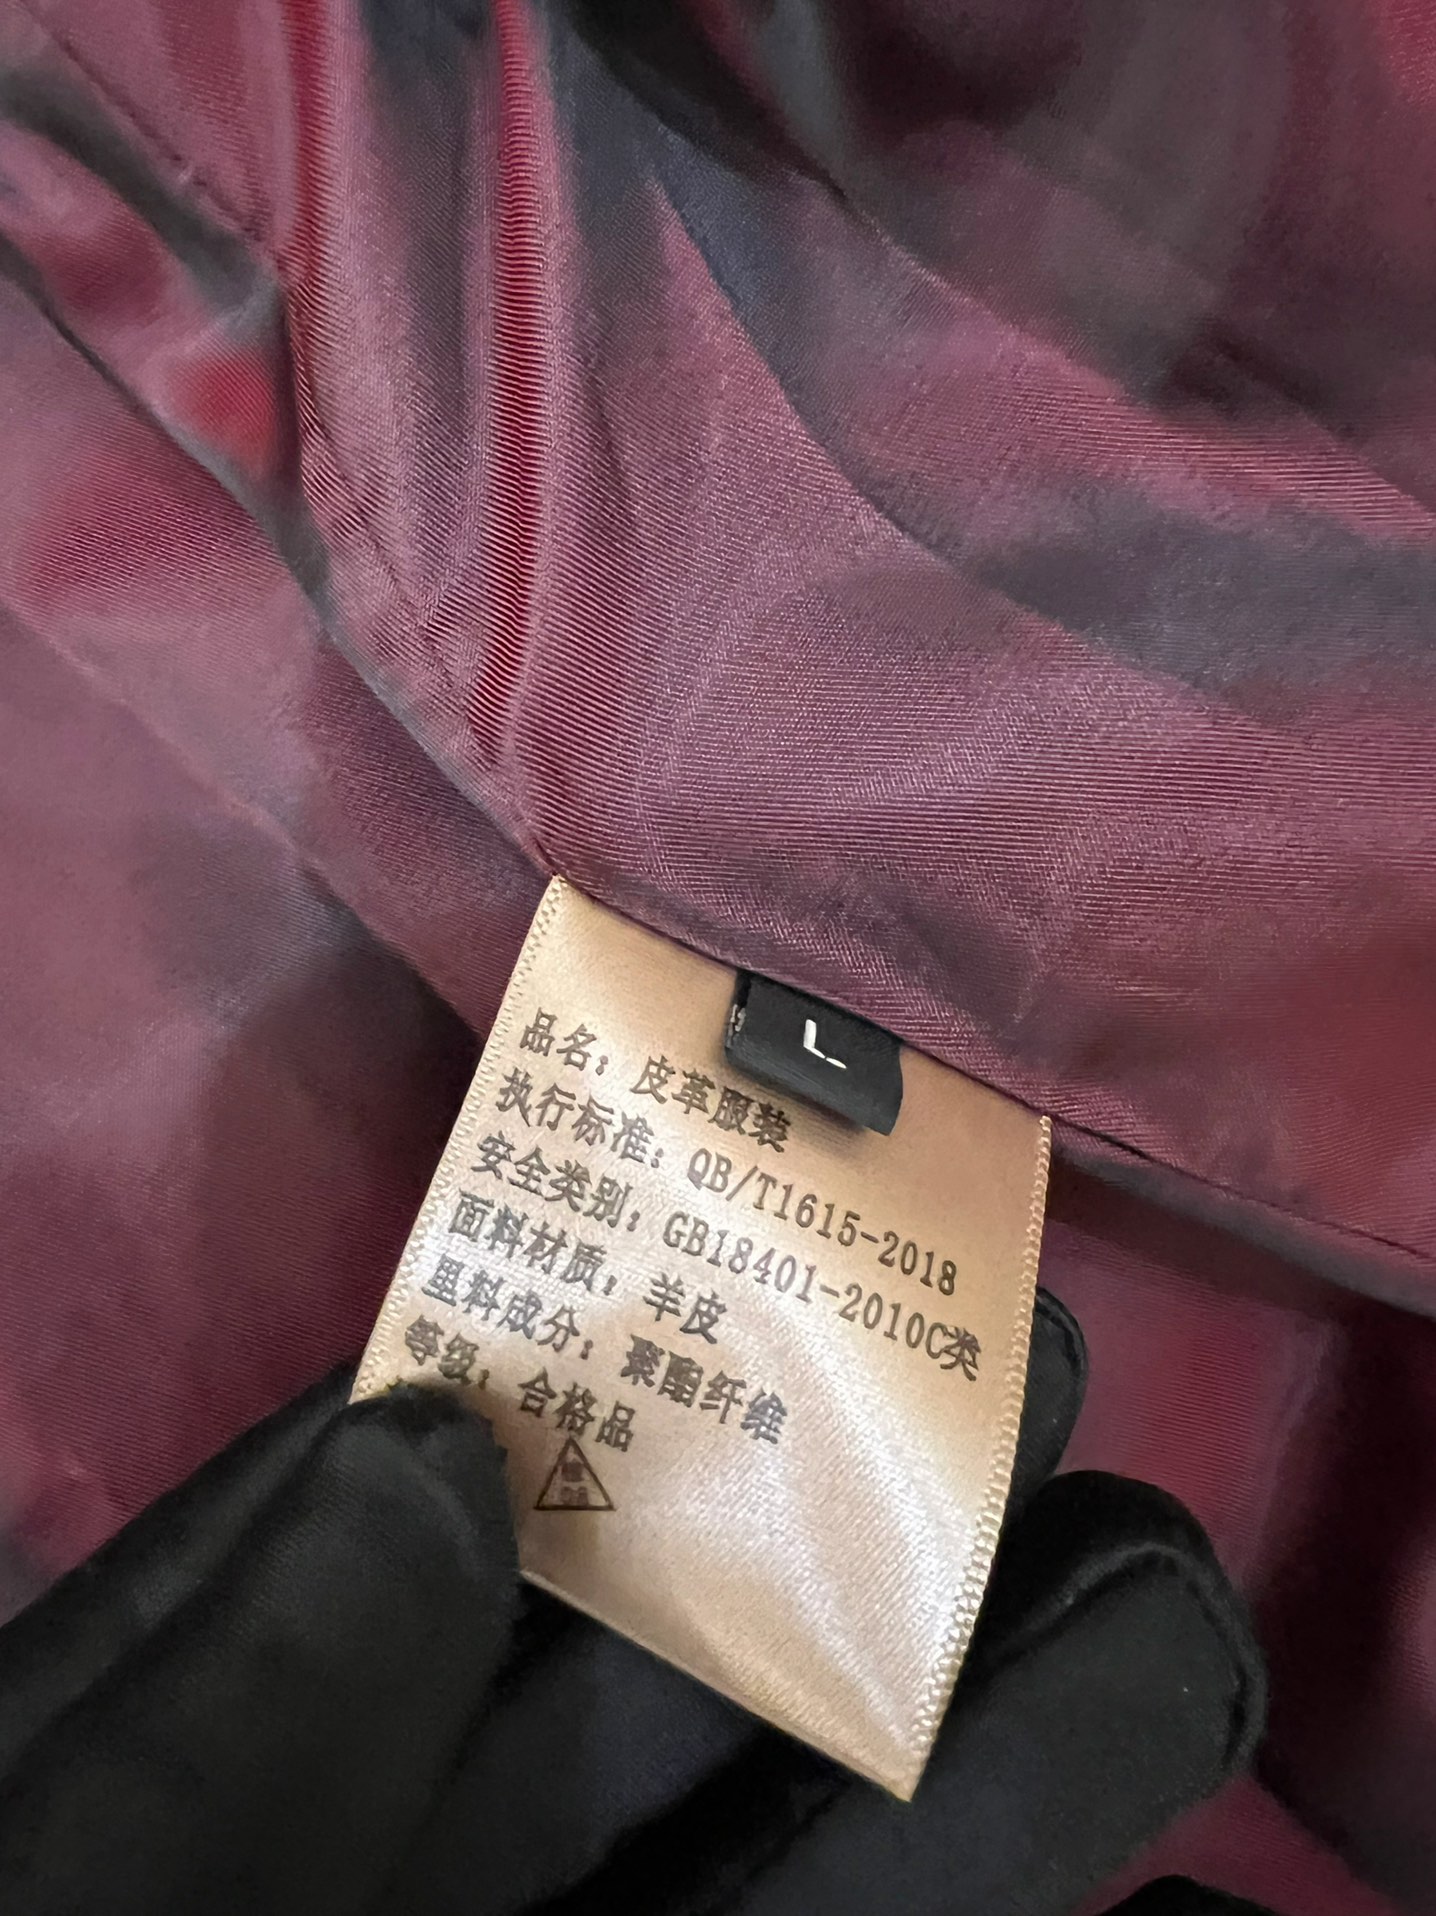 L
品名：皮革服装
执行标准：QB/T1615-2018
安全类别：GB18401-2010C类
面料材质：羊皮
里料成分：聚酯纤维
等级：合格品